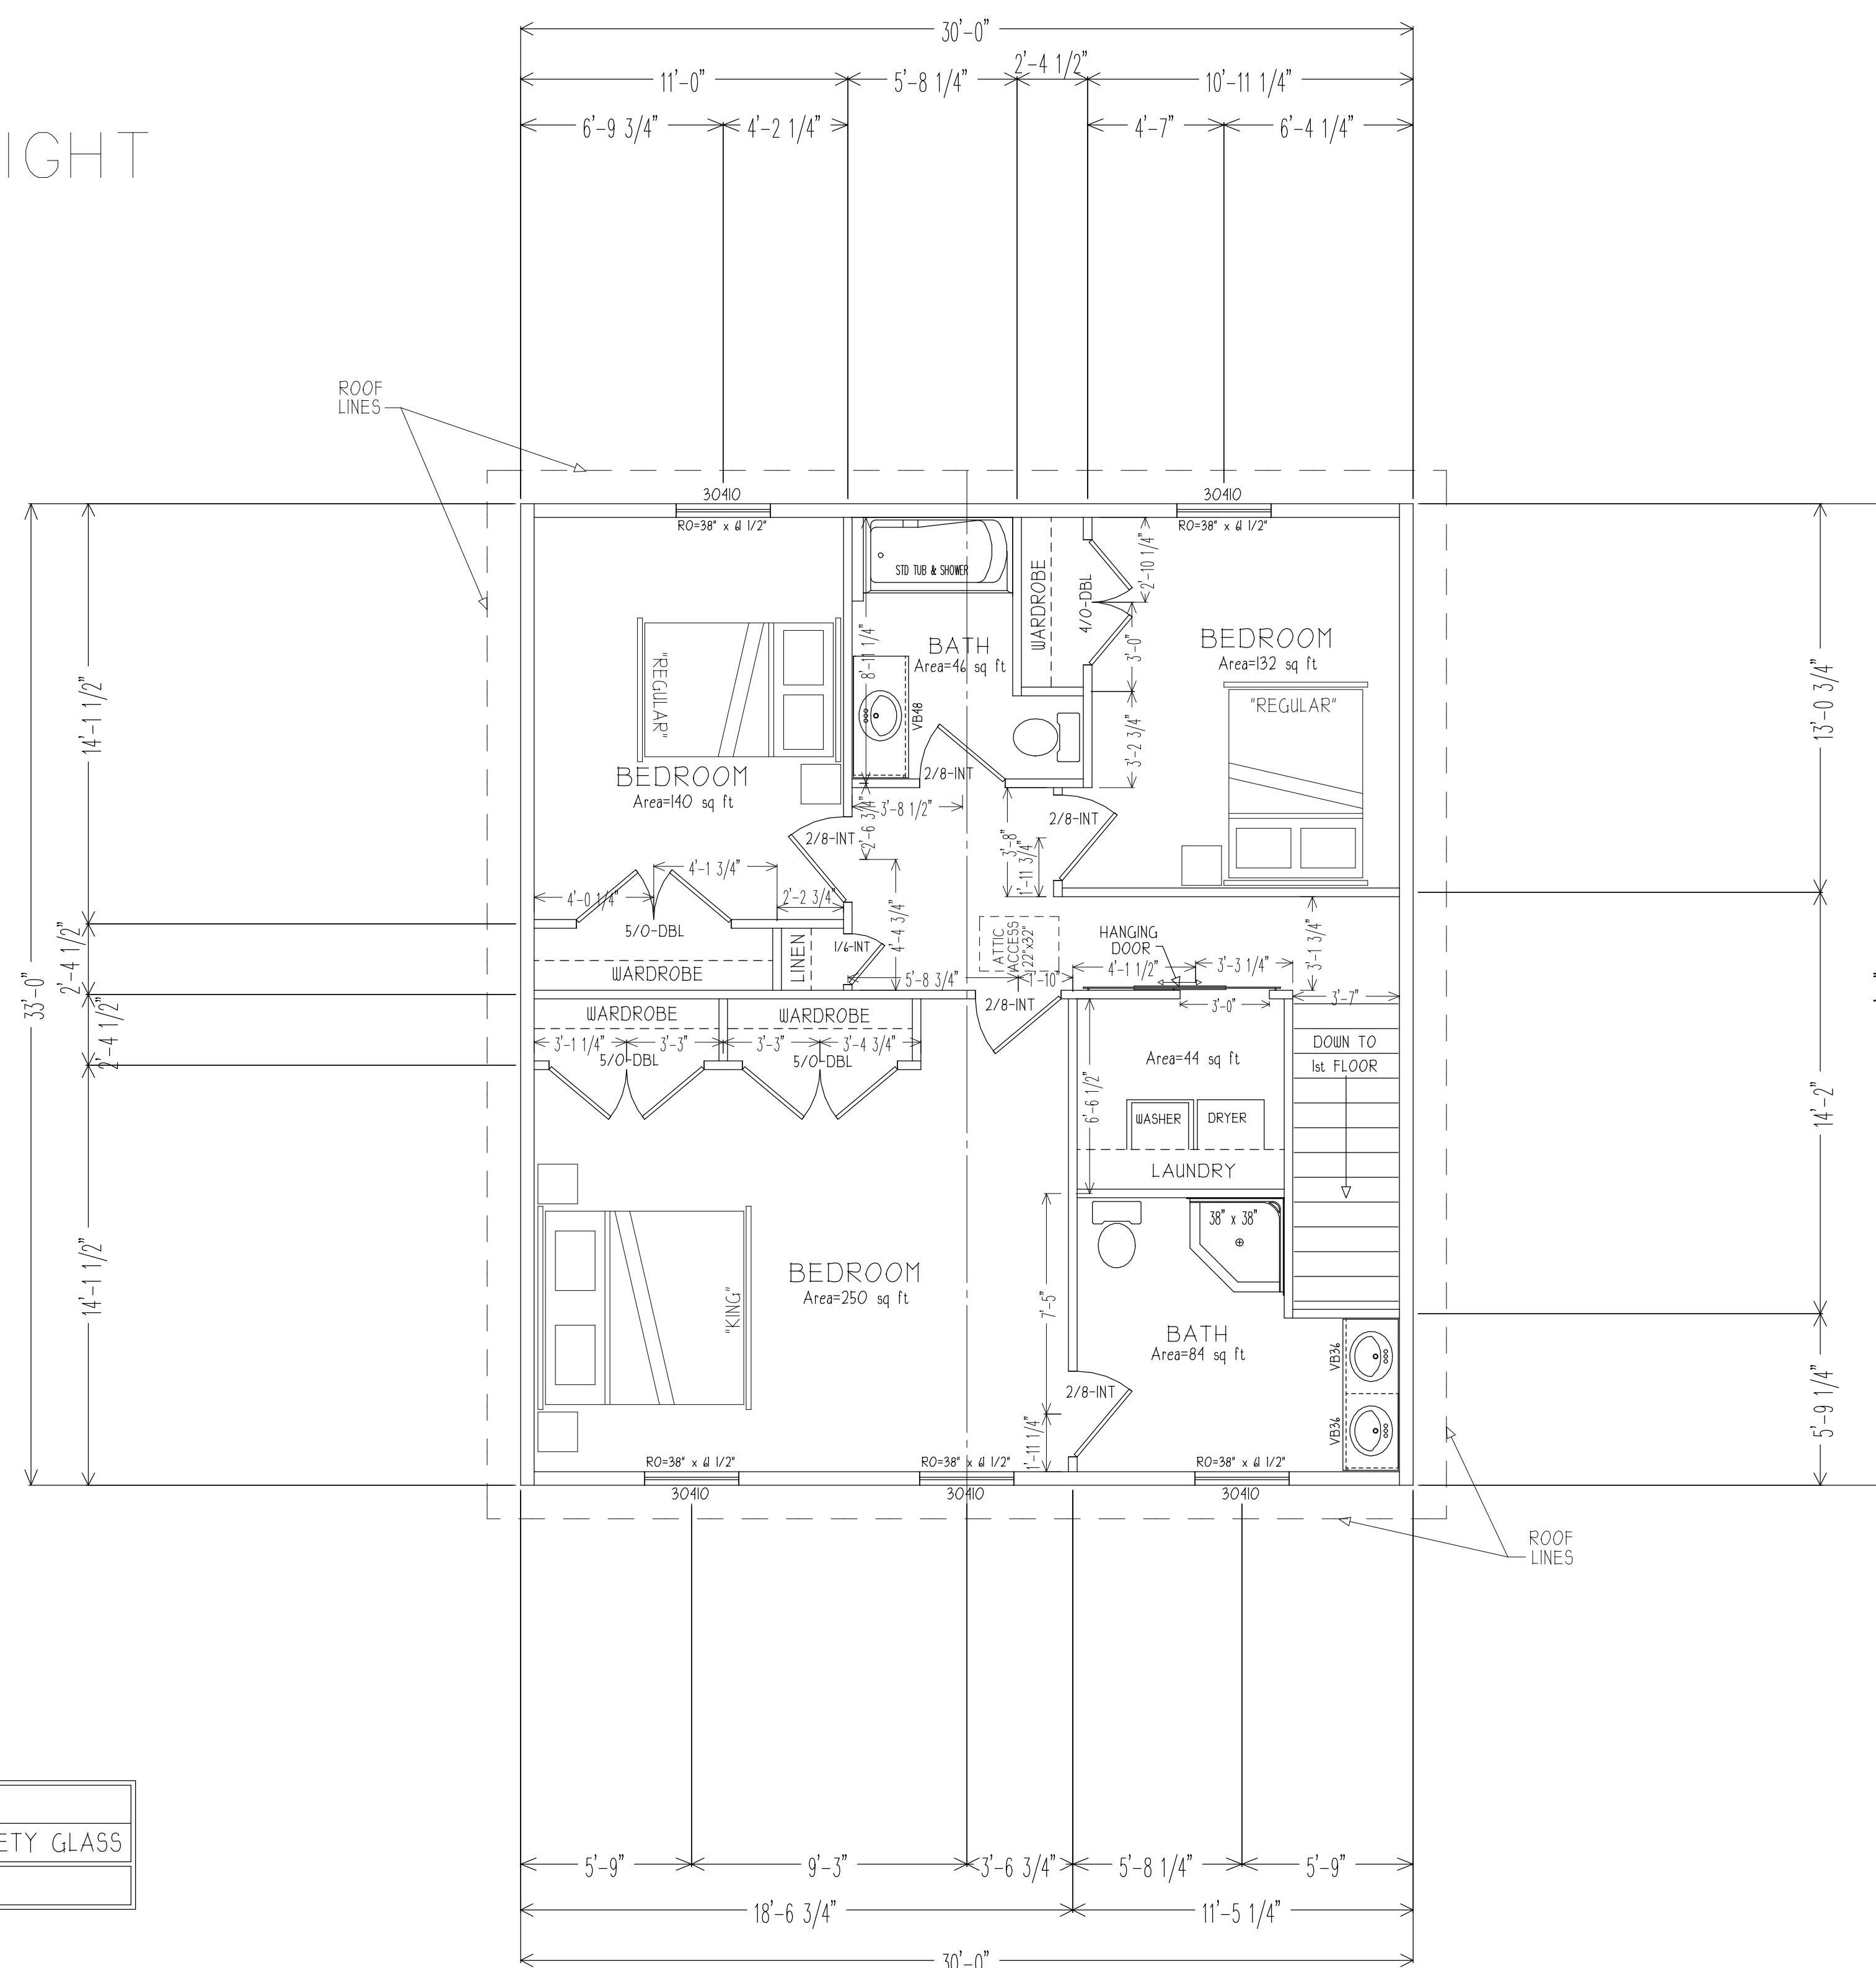 30'-0"
11'-0" 5'-8 1/4" 2'-4 1/2" 10'-11 1/4"
6'-9 3/4" 4'-2 1/4" 4'-7" 6'-4 1/4"
IGHT
ROOF
LINES
30410 30410
RO=38" x 61 1/2" RO=38" x 61 1/2"
STD TUB & SHOWER
WARDROBE
4/0-DBL
2'-10 1/4"
3'-0"
3'-2 3/4"
8'-11 1/4"
BATH
Area=46 sq ft
VB48
BEDROOM
Area=132 sq ft
"REGULAR"
"REGULAR"
BEDROOM
Area=140 sq ft
2/8-INT
3'-8 1/2"
2'-6 3/4"
2/8-INT
2/8-INT
3'-8"
1'-11 3/4"
4'-1 3/4"
4'-0 1/4"
2'-2 3/4"
5/0-DBL
4'-4 3/4"
1/6-INT
LINEN
WARDROBE
ATTIC
ACCESS
22"x32"
HANGING
DOOR
3'-1 3/4"
5'-8 3/4" 1'-10" 4'-1 1/2" 3'-3 1/4"
2/8-INT
3'-0"
3'-7"
WARDROBE WARDROBE
3'-1 1/4" 3'-3" 3'-3" 3'-4 3/4"
5/0-DBL 5/0-DBL
DOWN TO
1st FLOOR
Area=44 sq ft
6'-6 1/2"
WASHER DRYER
LAUNDRY
38" x 38"
"KING"
BEDROOM
Area=250 sq ft
7'-5"
BATH
Area=84 sq ft
VB36
VB36
2/8-INT
1'-11 1/4"
RO=38" x 61 1/2" RO=38" x 61 1/2" RO=38" x 61 1/2"
30410 30410 30410
33'-0"
14'-1 1/2"
2'-4 1/2"
2'-4 1/2"
14'-1 1/2"
13'-0 3/4"
14'-2"
5'-9 1/4"
ROOF
LINES
ETY GLASS
5'-9" 9'-3" 3'-6 3/4" 5'-8 1/4" 5'-9"
18'-6 3/4" 11'-5 1/4"
30'-0"